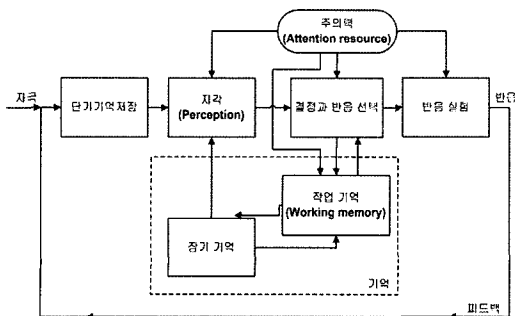 주의력
(Attention resource)
자극
단기기억저장
지각
(Perception)
결정과 반응 선택
반응 실험
반응
작업 기억
(Working memory)
장기 기억
기억
피드백